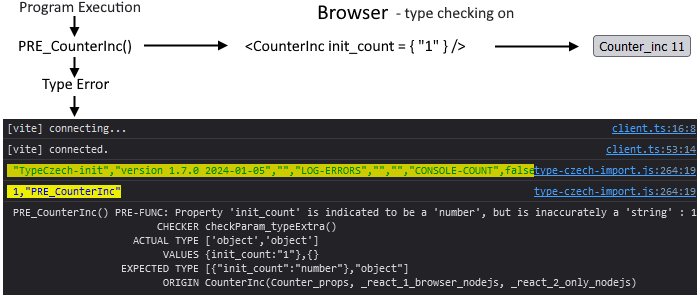 Program Execution
Browser - type checking on
PRE_CounterInc()
<CounterInc init_count = { "1" } />
Counter_inc 11
Type Error
[vite] connecting... client.ts:16:8
[vite] connected. client.ts:53:14
"TypeCzech-init","version 1.7.0 2024-01-05","","LOG-ERRORS","","","CONSOLE-COUNT",false type-czech-import.js:264:19
1,"PRE_CounterInc" type-czech-import.js:264:19
PRE_CounterInc() PRE-FUNC: Property 'init_count' is indicated to be a 'number', but is inaccurately a 'string' : 1
CHECKER checkParam_typeExtra()
ACTUAL TYPE ['object','object']
VALUES {init_count:"1"},{}
EXPECTED TYPE [{"init_count":"number"},"object"]
ORIGIN CounterInc(Counter_props, _react_1_browser_nodejs, _react_2_only_nodejs)